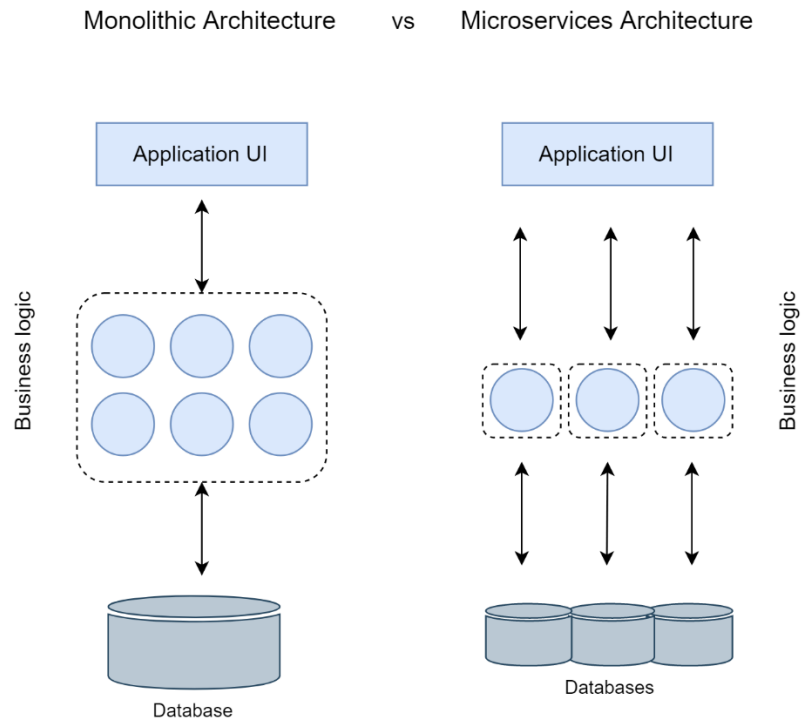 Monolithic Architecture vs Microservices Architecture
Application UI
Application UI
Business logic
Business logic
Database
Databases